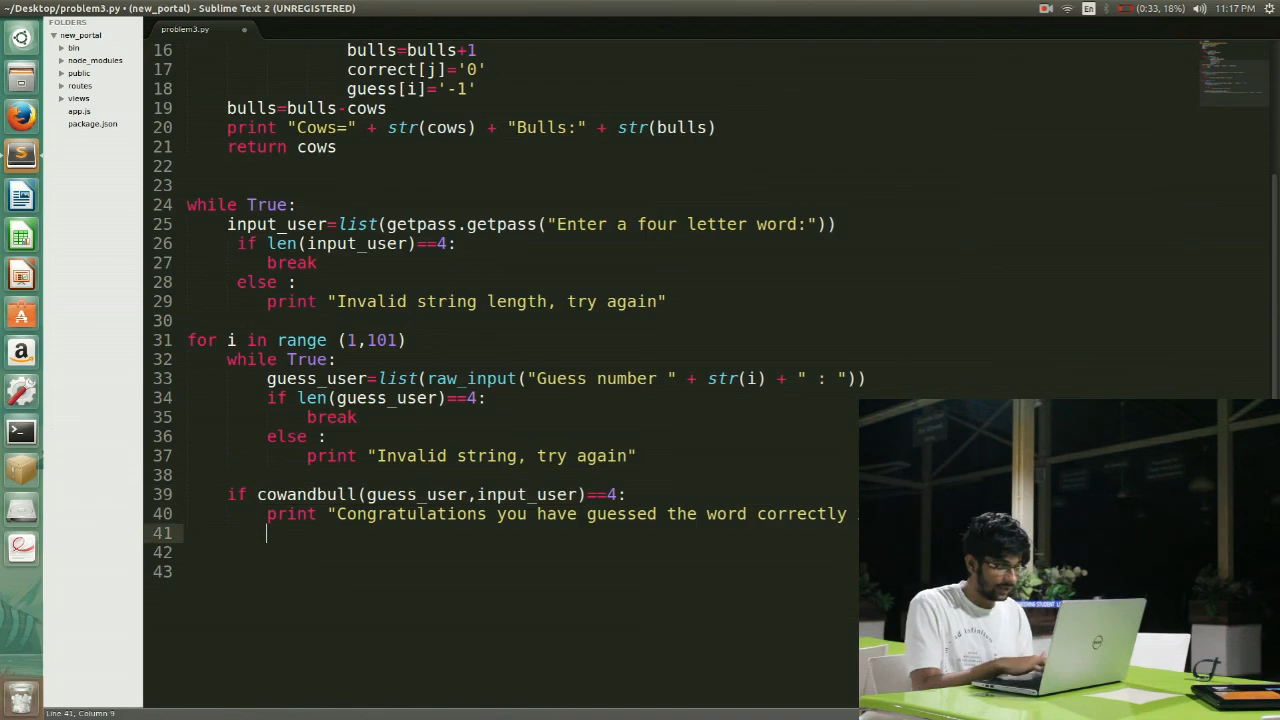 ~/Desktop/problem3.py (new_portal) - Sublime Text 2 (UNREGISTERED)
En
(0:33, 18%)
11:17 PM
FOLDERS
new_portal
bin
node_modules
public
routes
views
app.js
package.json
problem3.py
16 bulls=bulls+1
17 correct[j]='0'
18 guess[i]='-1'
19 bulls=bulls-cows
20 print "Cows=" + str(cows) + "Bulls:" + str(bulls)
21 return cows
22
23
24 while True:
25 input_user=list(getpass.getpass("Enter a four letter word:"))
26 if len(input_user)==4:
27 break
28 else :
29 print "Invalid string length, try again"
30
31 for i in range (1,101)
32 while True:
33 guess_user=list(raw_input("Guess number " + str(i) + " : "))
34 if len(guess_user)==4:
35 break
36 else :
37 print "Invalid string, try again"
38
39 if cowandbull(guess_user,input_user)==4:
40 print "Congratulations you have guessed the word correctly
41
42
43
Line 41, Column 9